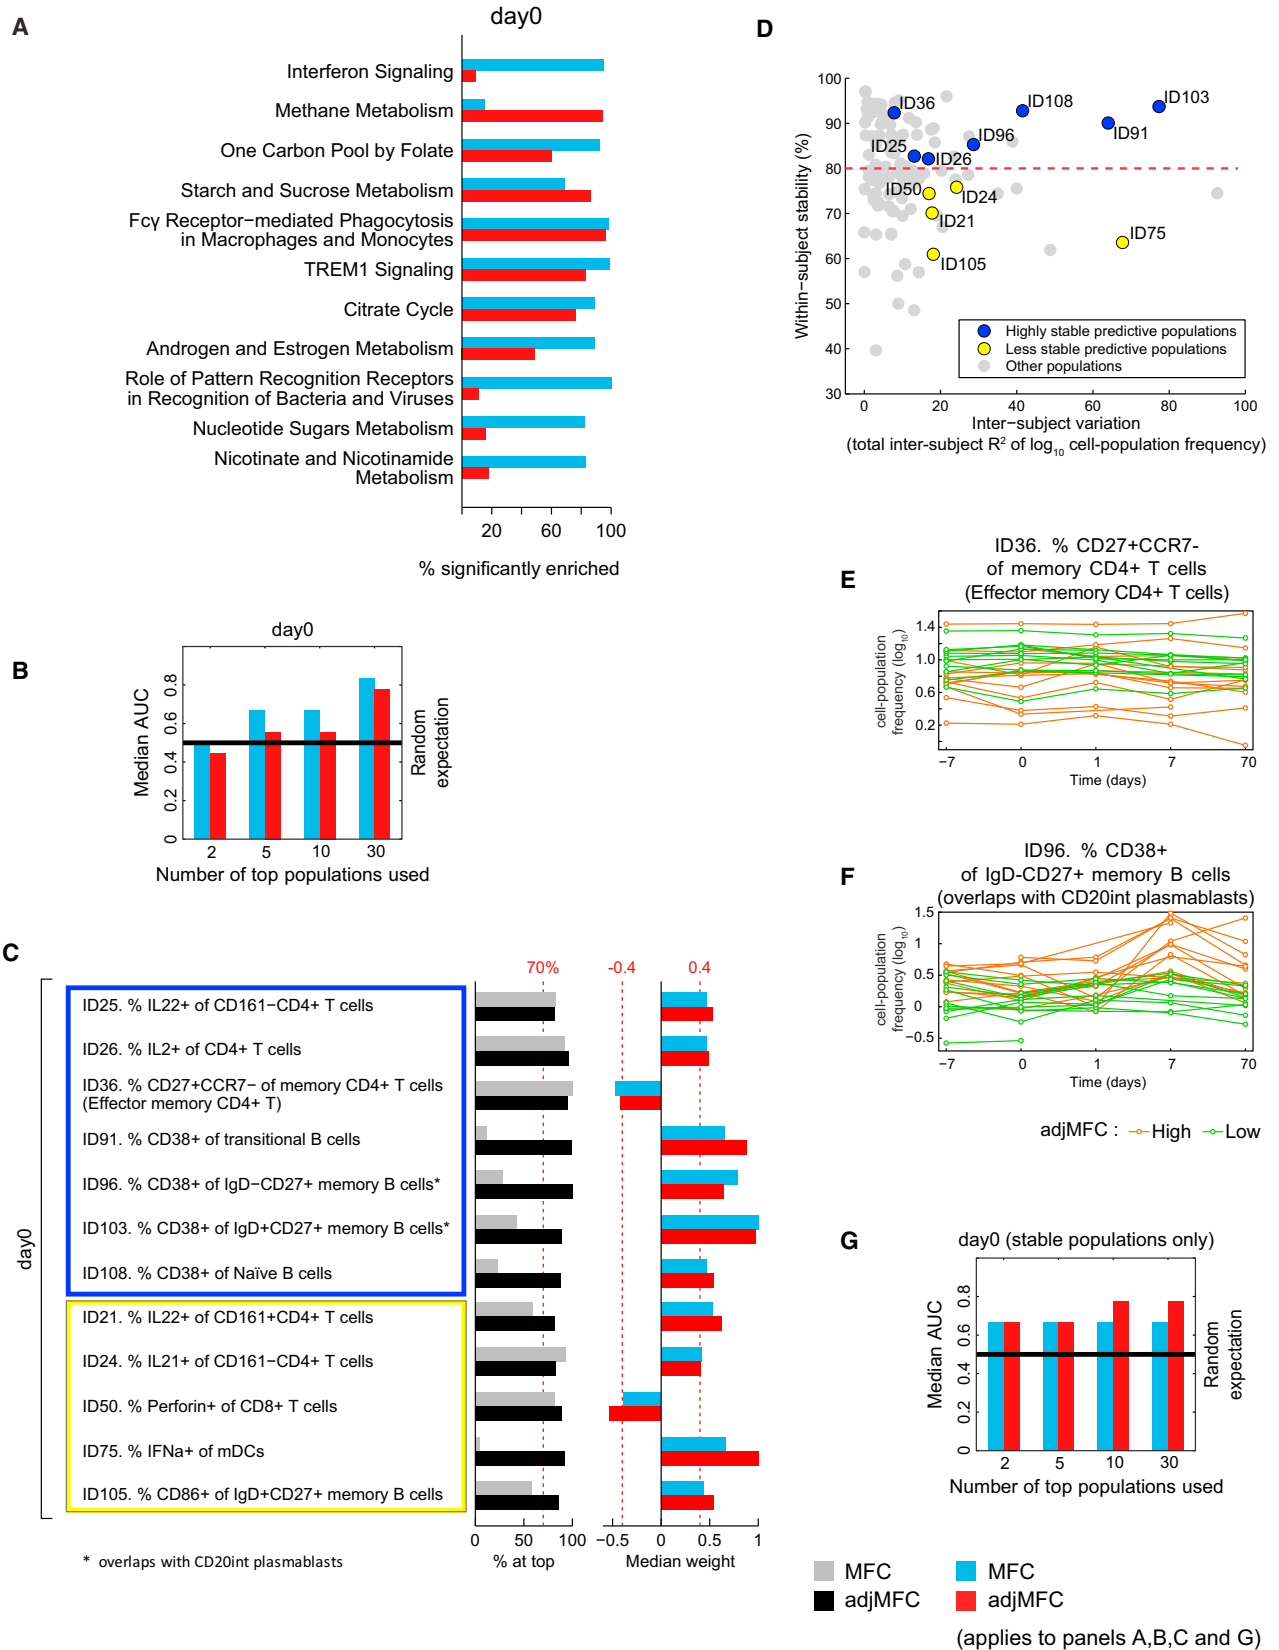 A
day0
Interferon Signaling
Methane Metabolism
One Carbon Pool by Folate
Starch and Sucrose Metabolism
Fcγ Receptor−mediated Phagocytosis
in Macrophages and Monocytes
TREM1 Signaling
Citrate Cycle
Androgen and Estrogen Metabolism
Role of Pattern Recognition Receptors
in Recognition of Bacteria and Viruses
Nucleotide Sugars Metabolism
Nicotinate and Nicotinamide
Metabolism
20 60 100
% significantly enriched
B
day0
Median AUC
0 0.2 0.4 0.6 0.8
Random
expectation
2 5 10 30
Number of top populations used
C
day0
70% -0.4 0.4
ID25. % IL22+ of CD161−CD4+ T cells
ID26. % IL2+ of CD4+ T cells
ID36. % CD27+CCR7− of memory CD4+ T cells
(Effector memory CD4+ T)
ID91. % CD38+ of transitional B cells
ID96. % CD38+ of IgD−CD27+ memory B cells*
ID103. % CD38+ of IgD+CD27+ memory B cells*
ID108. % CD38+ of Naïve B cells
ID21. % IL22+ of CD161+CD4+ T cells
ID24. % IL21+ of CD161−CD4+ T cells
ID50. % Perforin+ of CD8+ T cells
ID75. % IFNa+ of mDCs
ID105. % CD86+ of IgD+CD27+ memory B cells
0 50 100 −0.5 0 0.5 1
% at top Median weight
* overlaps with CD20int plasmablasts
D
Within−subject stability (%)
100
90
80
70
60
50
40
30
ID36
ID108
ID103
ID91
ID96
ID25
ID26
ID50
ID24
ID21
ID75
ID105
Highly stable predictive populations
Less stable predictive populations
Other populations
0 20 40 60 80 100
Inter−subject variation
(total inter-subject R² of log₁₀ cell-population frequency)
E
ID36. % CD27+CCR7-
of memory CD4+ T cells
(Effector memory CD4+ T cells)
cell-population
frequency (log₁₀)
1.4
1.0
0.6
0.2
−7 0 1 7 70
Time (days)
F
ID96. % CD38+
of IgD-CD27+ memory B cells
(overlaps with CD20int plasmablasts)
cell-population
frequency (log₁₀)
1.5
1.0
0.5
0
−0.5
−7 0 1 7 70
Time (days)
adjMFC : High Low
G
day0 (stable populations only)
Median AUC
0 0.2 0.4 0.6 0.8
Random
expectation
2 5 10 30
Number of top populations used
MFC MFC
adjMFC adjMFC
(applies to panels A,B,C and G)